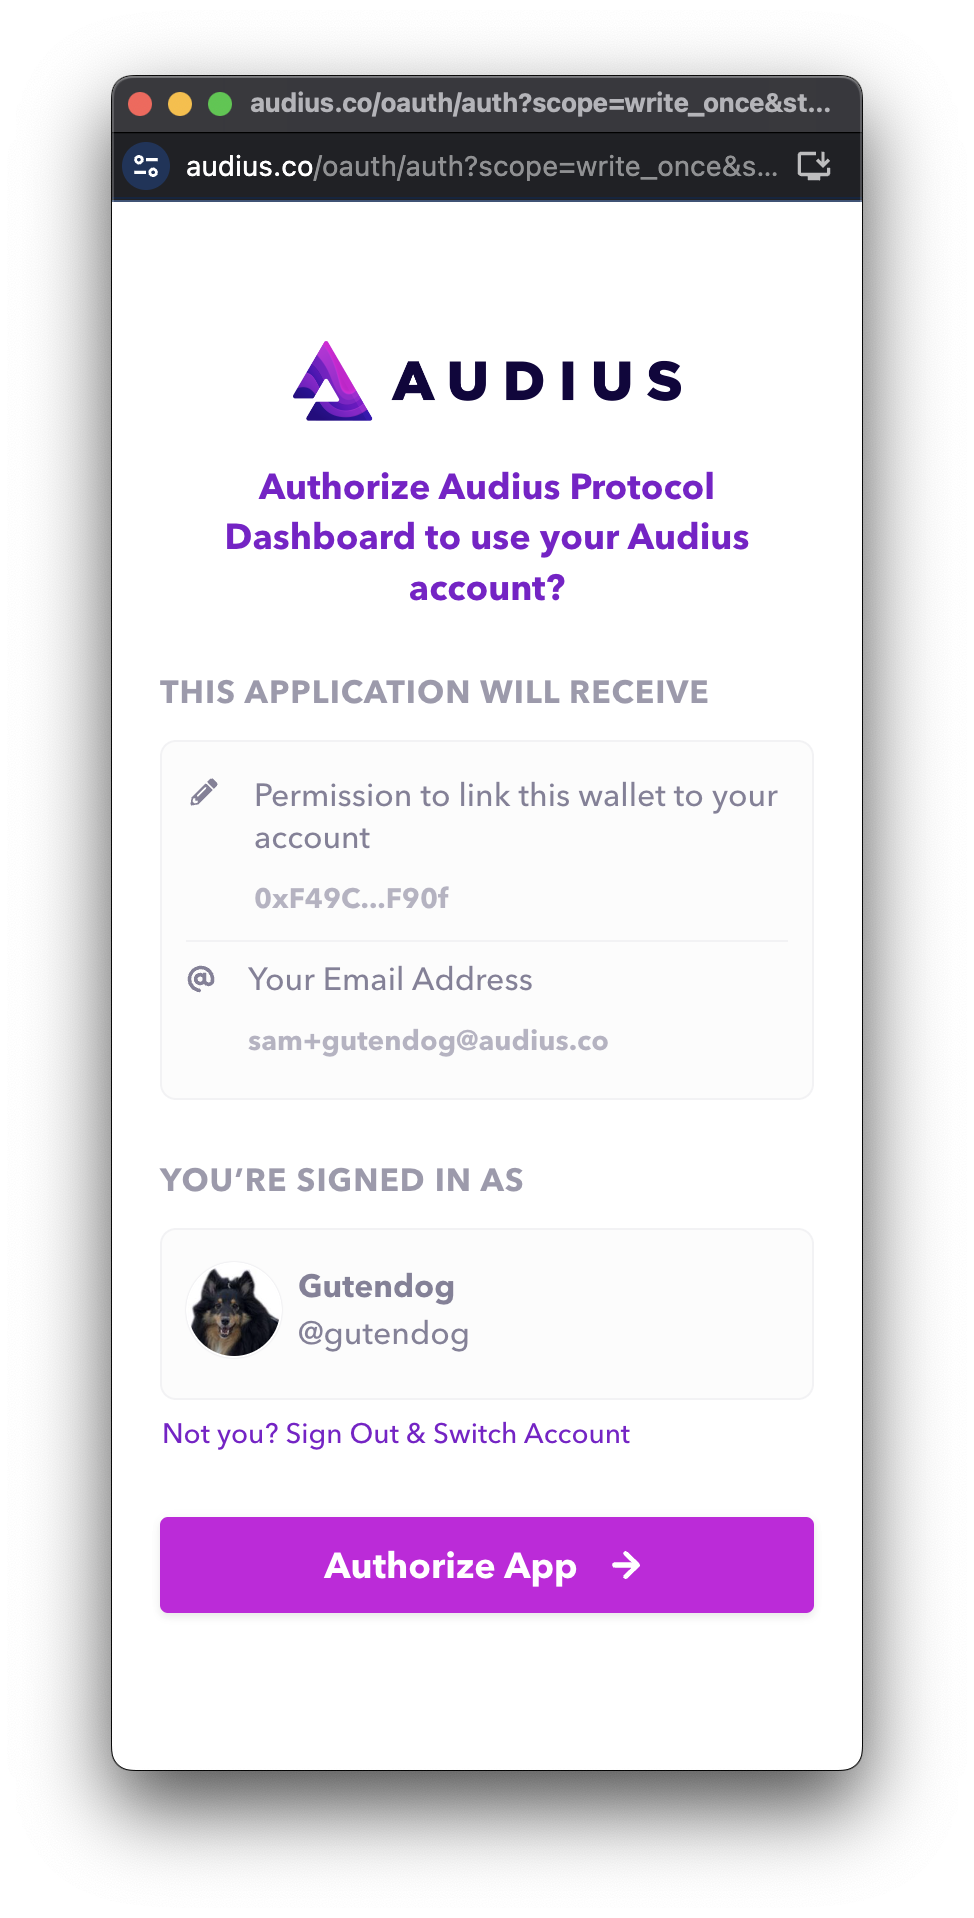 audius.co/oauth/auth?scope=write_once&st...
audius.co/oauth/auth?scope=write_once&s...
AUDIUS
Authorize Audius Protocol
Dashboard to use your Audius
account?
THIS APPLICATION WILL RECEIVE
Permission to link this wallet to your
account
0xF49C...F90f
@ Your Email Address
sam+gutendog@audius.co
YOU’RE SIGNED IN AS
Gutendog
@gutendog
Not you? Sign Out & Switch Account
Authorize App →